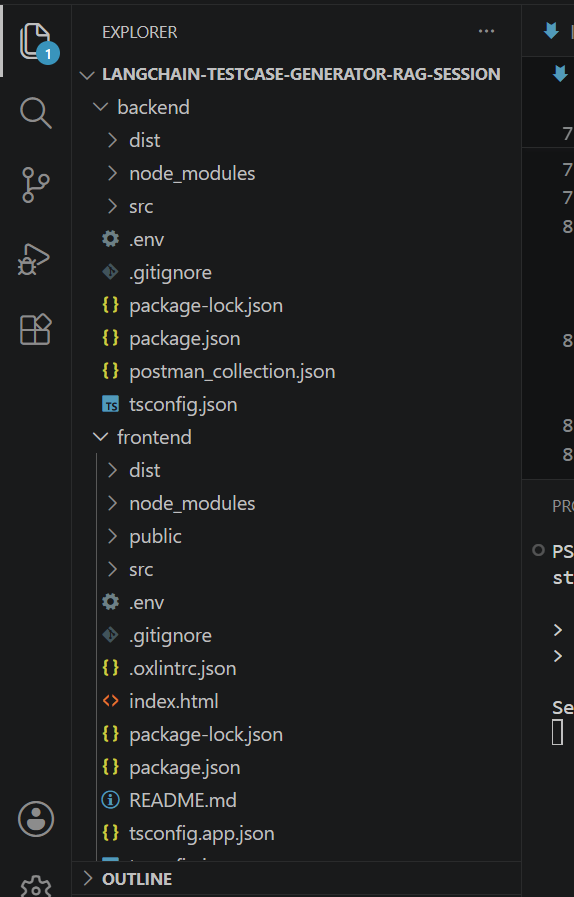 EXPLORER
1
LANGCHAIN-TESTCASE-GENERATOR-RAG-SESSION
backend
dist
node_modules
src
.env
.gitignore
package-lock.json
package.json
postman_collection.json
TS tsconfig.json
frontend
dist
node_modules
public
src
.env
.gitignore
.oxlintrc.json
index.html
package-lock.json
package.json
README.md
tsconfig.app.json
OUTLINE
7
7
7
8
8
8
8
PRO
PS
st
>
>
Se